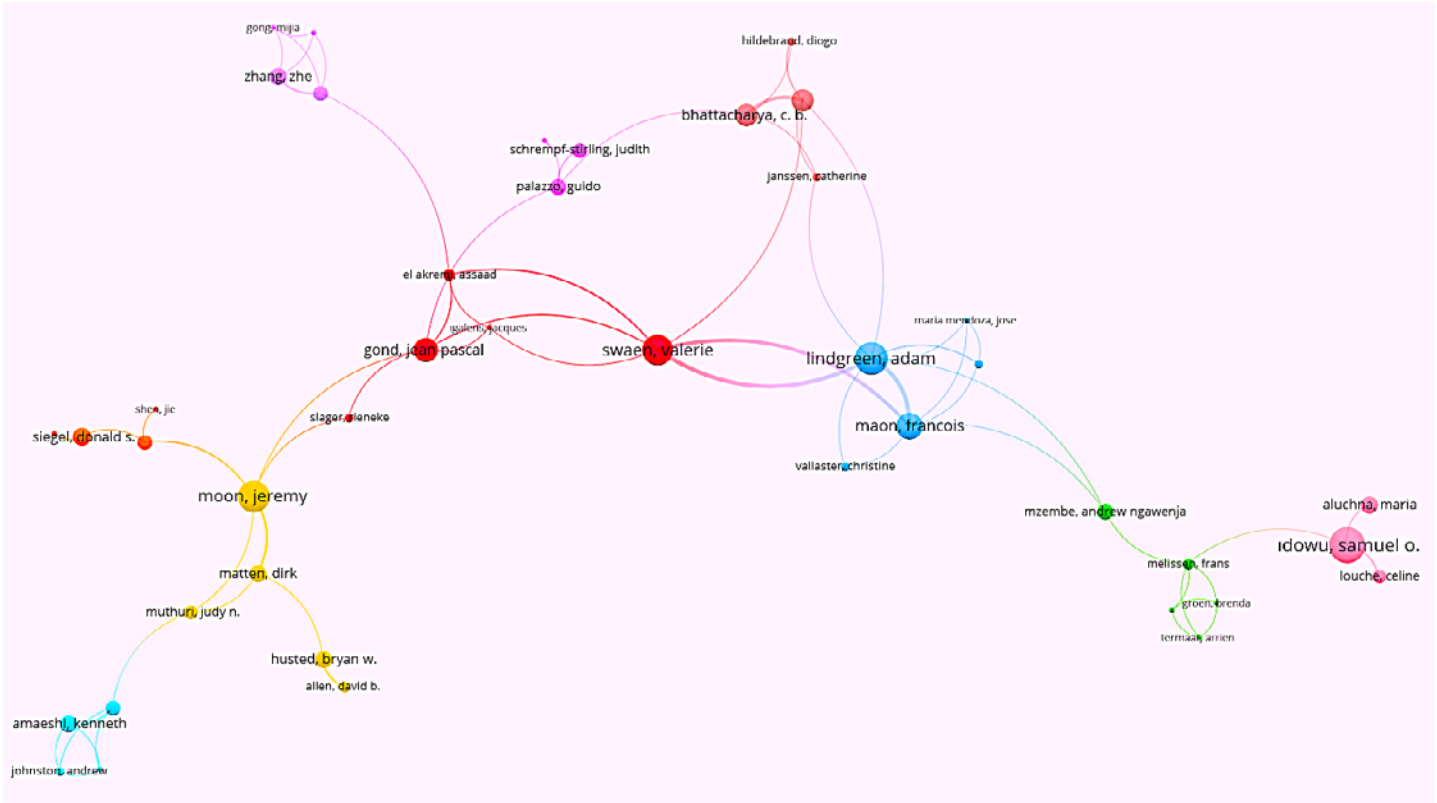 gong, mijia
zhang, zhe
hildebrand, diogo
bhattacharya, c. b.
schrempf-stirling, judith
palazzo, guido
janssen, catherine
el akremi, assaad
igalens, jacques
gond, jean-pascal
swaen, valerie
maria mendoza, jose
lindgreen, adam
shen, jie
siegel, donald s.
slager, rieneke
maon, francois
vallaster, christine
moon, jeremy
mzembe, andrew ngawenja
aluchna, maria
idowu, samuel o.
melissen, frans
louche, celine
matten, dirk
groen, brenda
muthuri, judy n.
termaat, arrien
husted, bryan w.
allen, david b.
amaeshi, kenneth
johnston, andrew